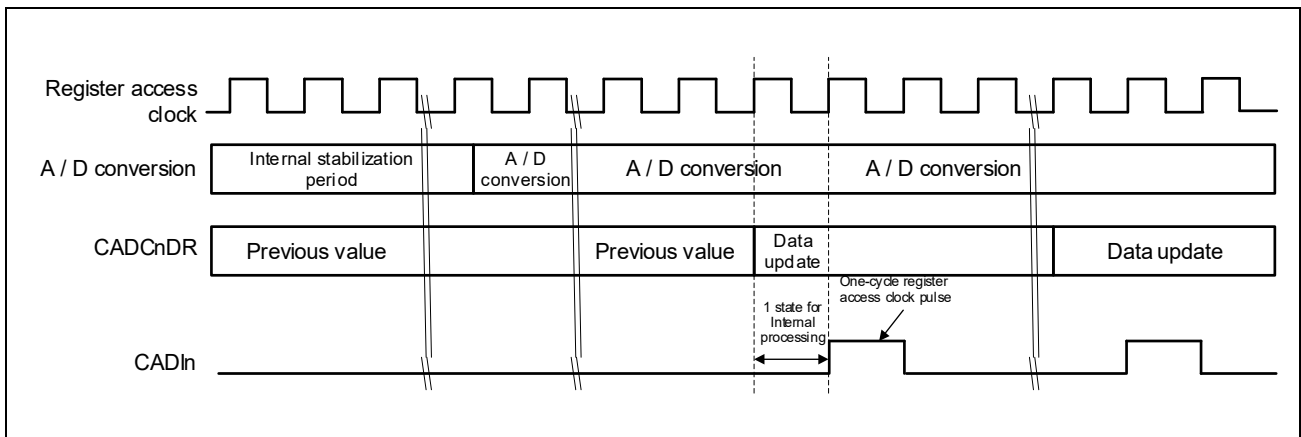 Register access
clock
A / D conversion
Internal stabilization
period
A / D
conversion
A / D conversion
A / D conversion
CADCnDR
Previous value
Previous value
Data
update
Data update
One-cycle register
access clock pulse
1 state for
Internal
processing
CADIn